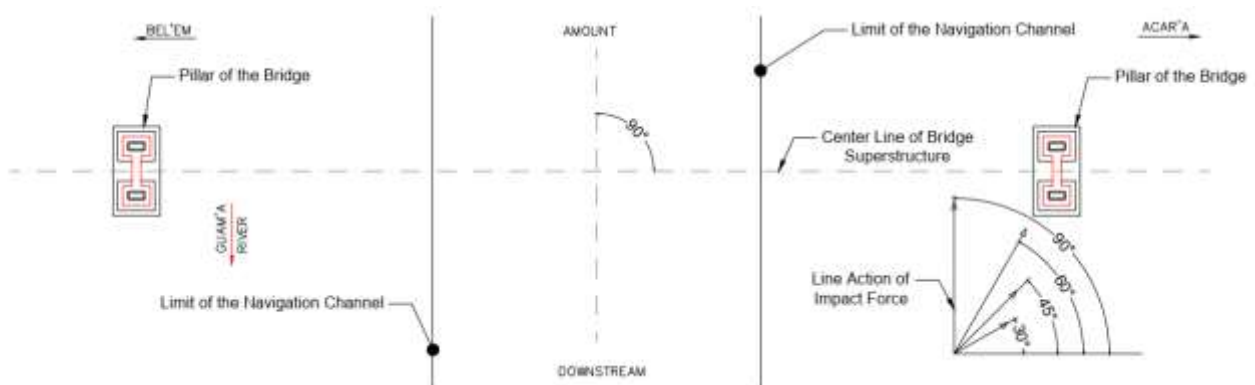 BEL'EM
Pillar of the Bridge
AMOUNT
Limit of the Navigation Channel
ACAR'A
Pillar of the Bridge
90°
Center Line of Bridge
Superstructure
GUAM'A
RIVER
Line Action of
Impact Force
90°
60°
45°
30°
Limit of the Navigation Channel
DOWNSTREAM